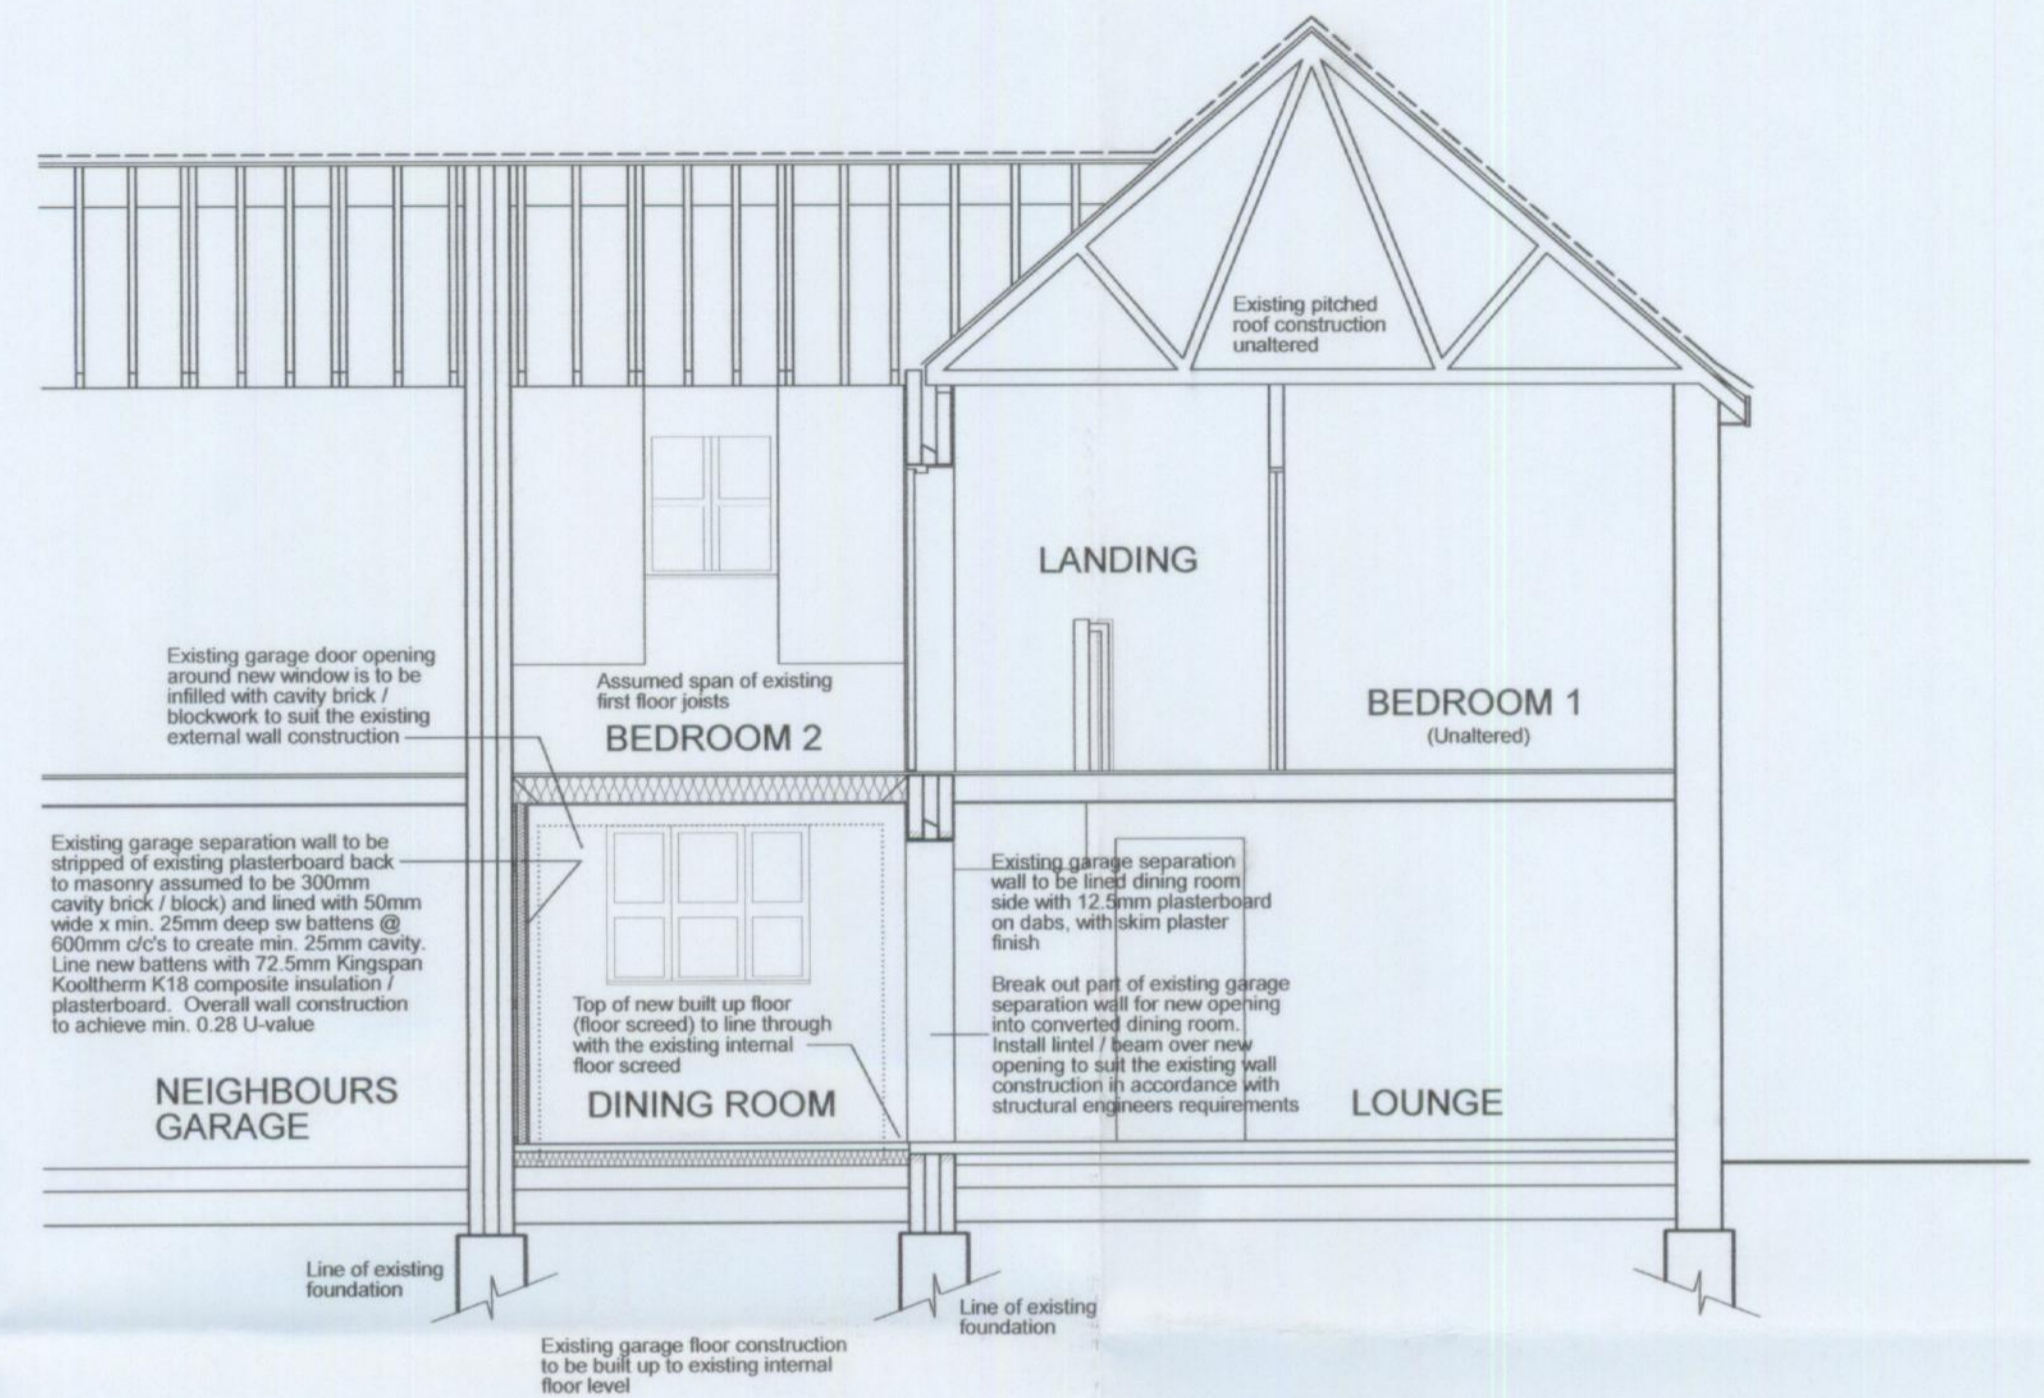 Existing pitched
roof construction
unaltered
LANDING
Existing garage door opening
around new window is to be
infilled with cavity brick /
blockwork to suit the existing
external wall construction
Assumed span of existing
first floor joists
BEDROOM 2
BEDROOM 1
(Unaltered)
Existing garage separation wall to be
stripped of existing plasterboard back
to masonry assumed to be 300mm
cavity brick / block) and lined with 50mm
wide x min. 25mm deep sw battens @
600mm c/c's to create min. 25mm cavity.
Line new battens with 72.5mm Kingspan
Kooltherm K18 composite insulation /
plasterboard. Overall wall construction
to achieve min. 0.28 U-value
Existing garage separation
wall to be lined dining room
side with 12.5mm plasterboard
on dabs, with skim plaster
finish
Top of new built up floor
(floor screed) to line through
with the existing internal
floor screed
Break out part of existing garage
separation wall for new opening
into converted dining room.
Install lintel / beam over new
opening to suit the existing wall
construction in accordance with
structural engineers requirements
NEIGHBOURS
GARAGE
DINING ROOM
LOUNGE
Line of existing
foundation
Line of existing
foundation
Existing garage floor construction
to be built up to existing internal
floor level